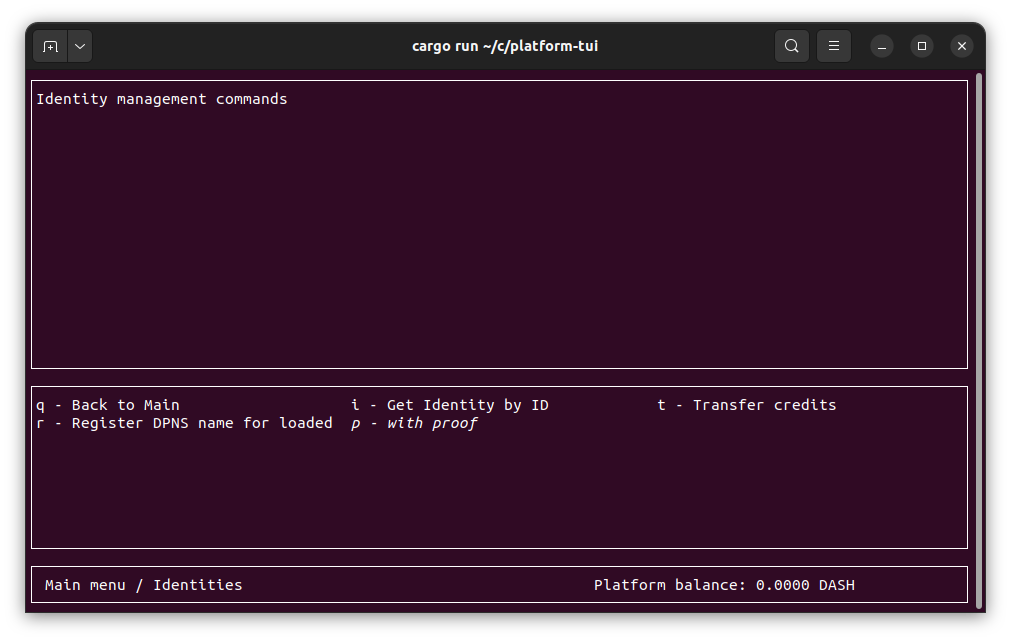 cargo run ~/c/platform-tui
Identity management commands
q - Back to Main i - Get Identity by ID t - Transfer credits
r - Register DPNS name for loaded p - with proof
Main menu / Identities Platform balance: 0.0000 DASH